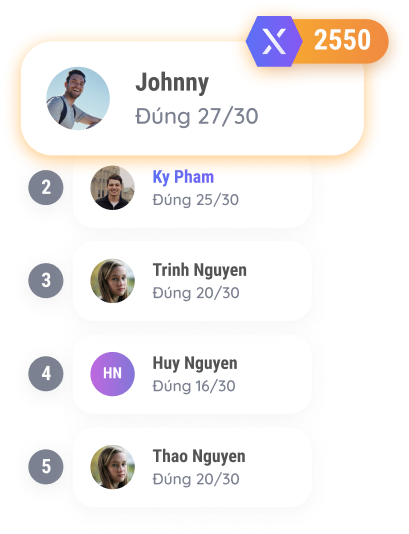 X 2550
Johnny
Đúng 27/30
2
Ky Pham
Đúng 25/30
3
Trinh Nguyen
Đúng 20/30
4
HN
Huy Nguyen
Đúng 16/30
5
Thao Nguyen
Đúng 20/30